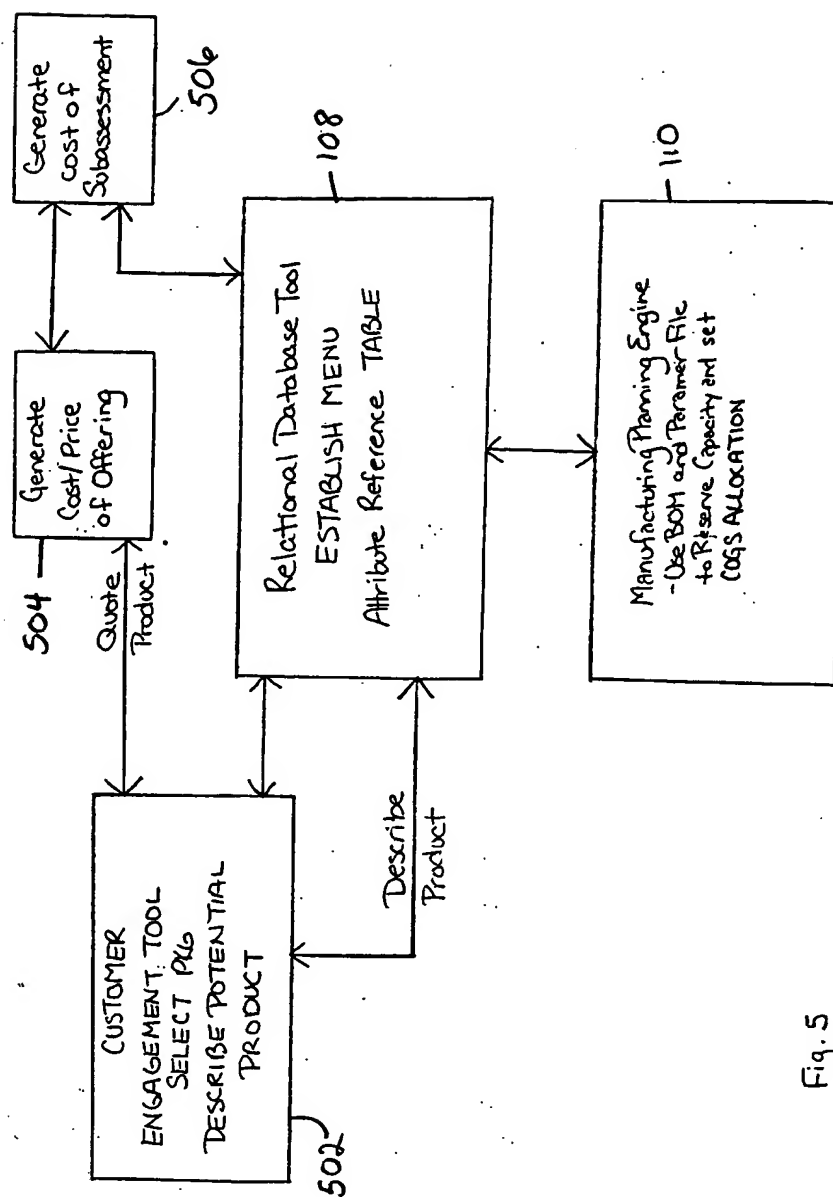 CUSTOMER
ENGAGEMENT TOOL
SELECT PKG
DESCRIBE POTENTIAL
PRODUCT
502
504
Generate
Cost/Price
of Offering
Quote
Product
Generate
cost of
Subassessment
506
Relational Database Tool
ESTABLISH MENU
Attribute Reference TABLE
108
Describe
Product
Manufacturing Planning Engine
-Use BOM and Paramer File
to Reserve Capacity and set
COGS ALLOCATION
110
Fig. 5